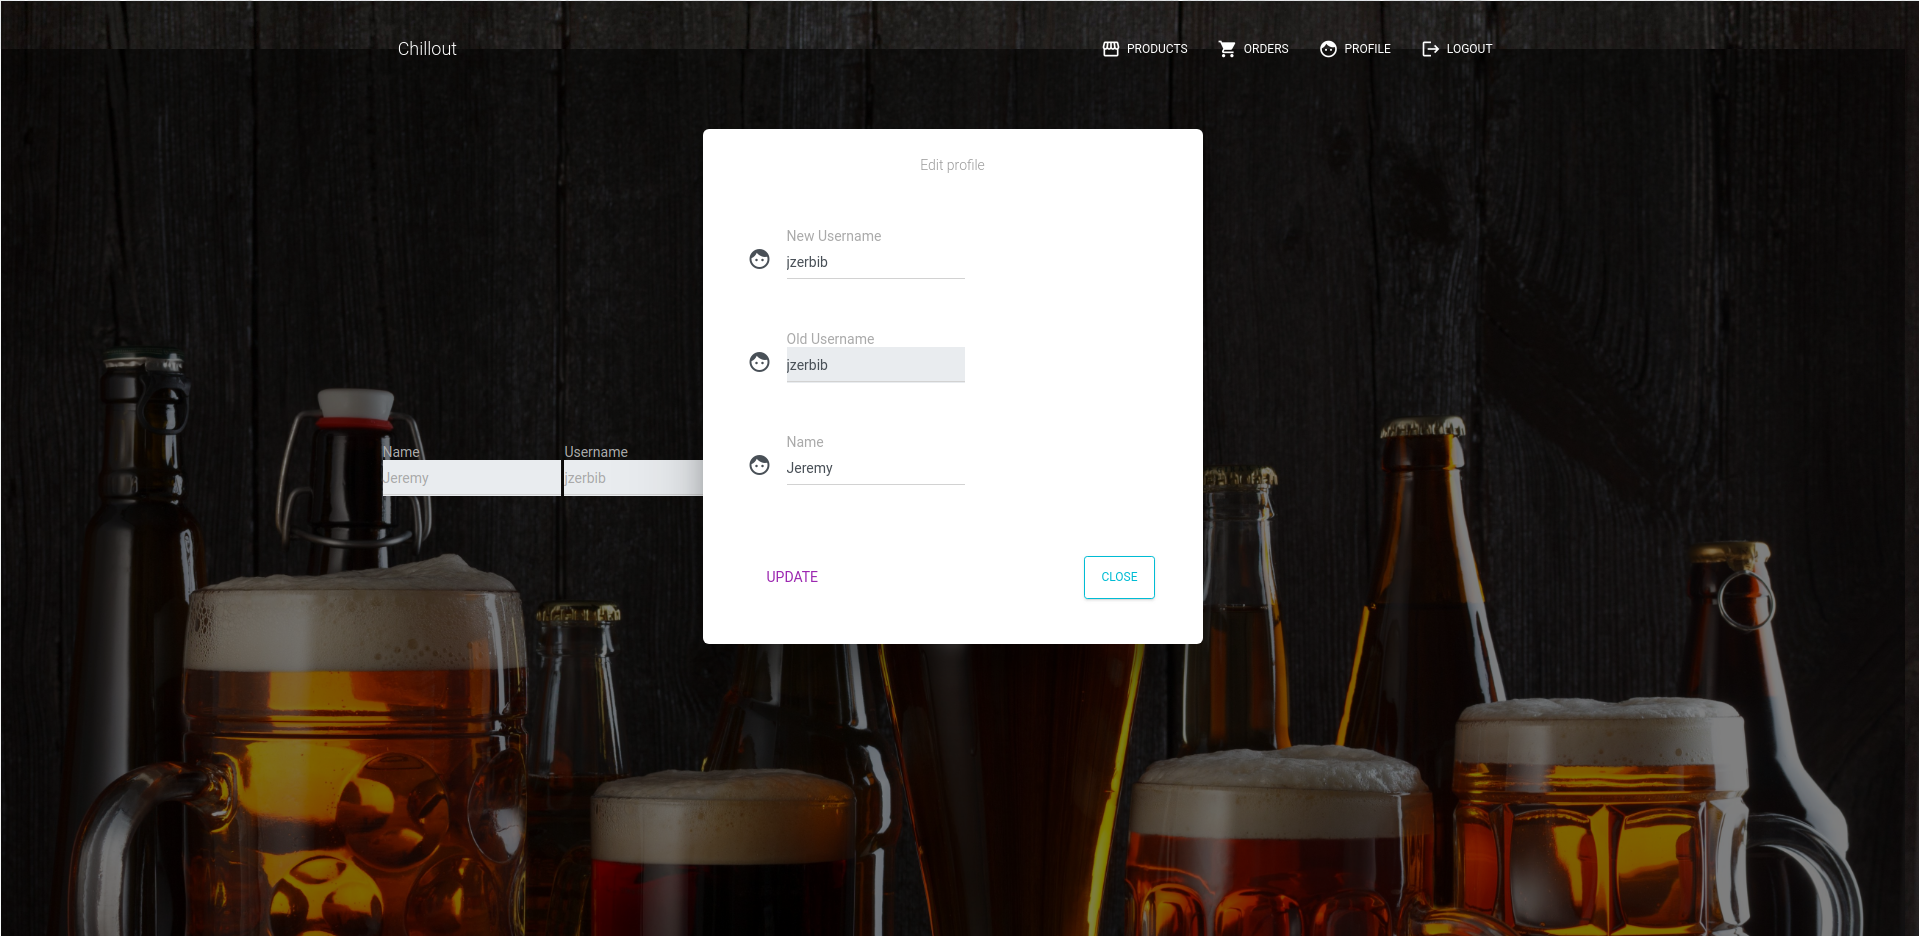 Chillout
PRODUCTS
ORDERS
PROFILE
LOGOUT
Edit profile
New Username
jzerbib
Old Username
jzerbib
Name
Username
Jeremy
jzerbib
Name
Jeremy
UPDATE
CLOSE